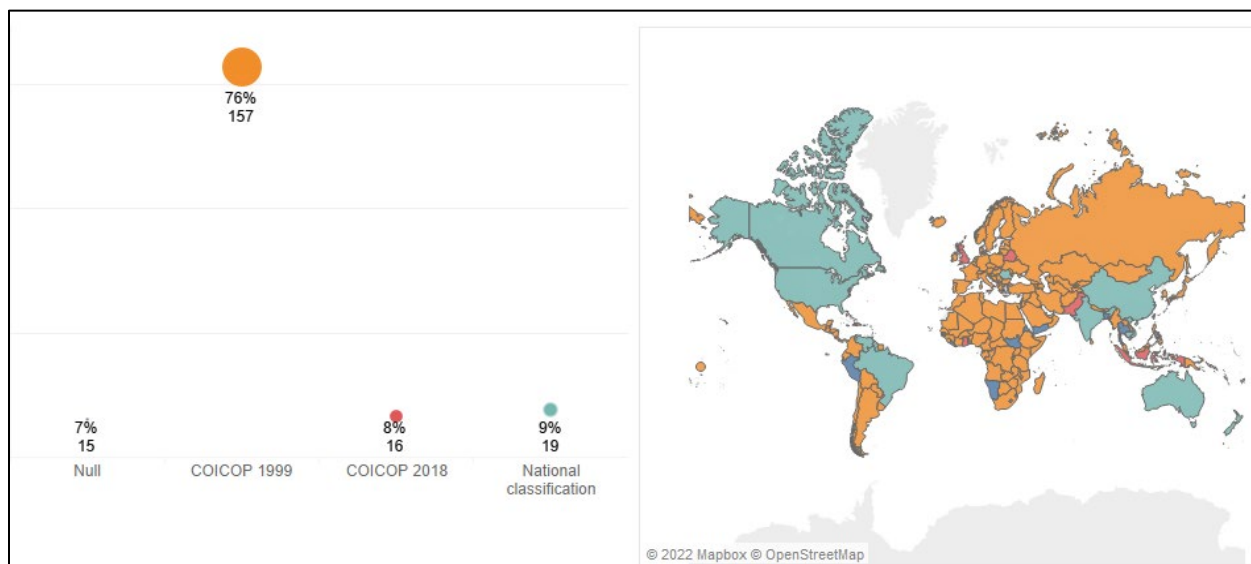 76%
157
7%
15
8%
16
9%
19
Null
COICOP 1999
COICOP 2018
National
classification
© 2022 Mapbox © OpenStreetMap